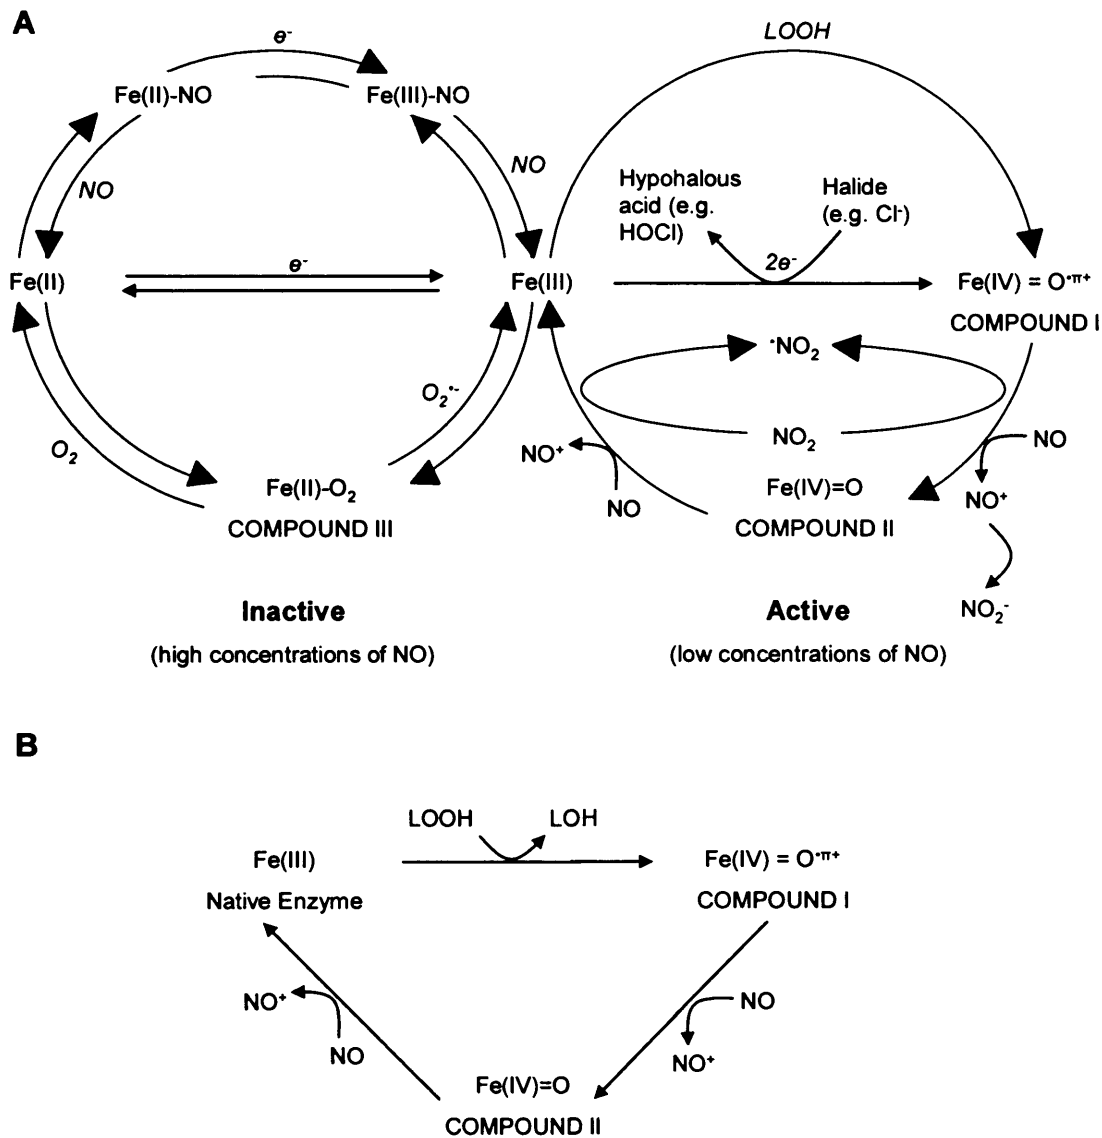 A
e⁻
LOOH
Fe(II)-NO
Fe(III)-NO
NO
NO
Hypohalous
acid (e.g.
HOCl)
Halide
(e.g. Cl⁻)
Fe(II)
e⁻
Fe(III)
2e⁻
Fe(IV) = O•π+
COMPOUND I
•NO₂
O₂•-
O₂
NO₂
NO
NO⁺
NO
Fe(II)-O₂
COMPOUND III
Fe(IV)=O
COMPOUND II
NO⁺
Inactive
(high concentrations of NO)
Active
(low concentrations of NO)
NO₂⁻
B
LOOH
LOH
Fe(III)
Native Enzyme
Fe(IV) = O•π+
COMPOUND I
NO⁺
NO
NO
NO⁺
Fe(IV)=O
COMPOUND II